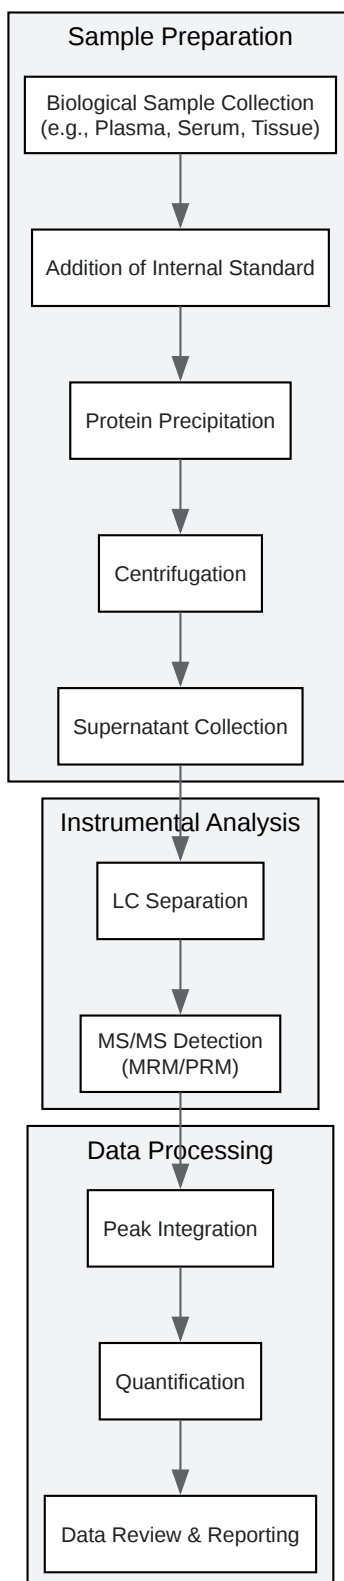 Sample Preparation
Biological Sample Collection
(e.g., Plasma, Serum, Tissue)
Addition of Internal Standard
Protein Precipitation
Centrifugation
Supernatant Collection
Instrumental Analysis
LC Separation
MS/MS Detection
(MRM/PRM)
Data Processing
Peak Integration
Quantification
Data Review & Reporting